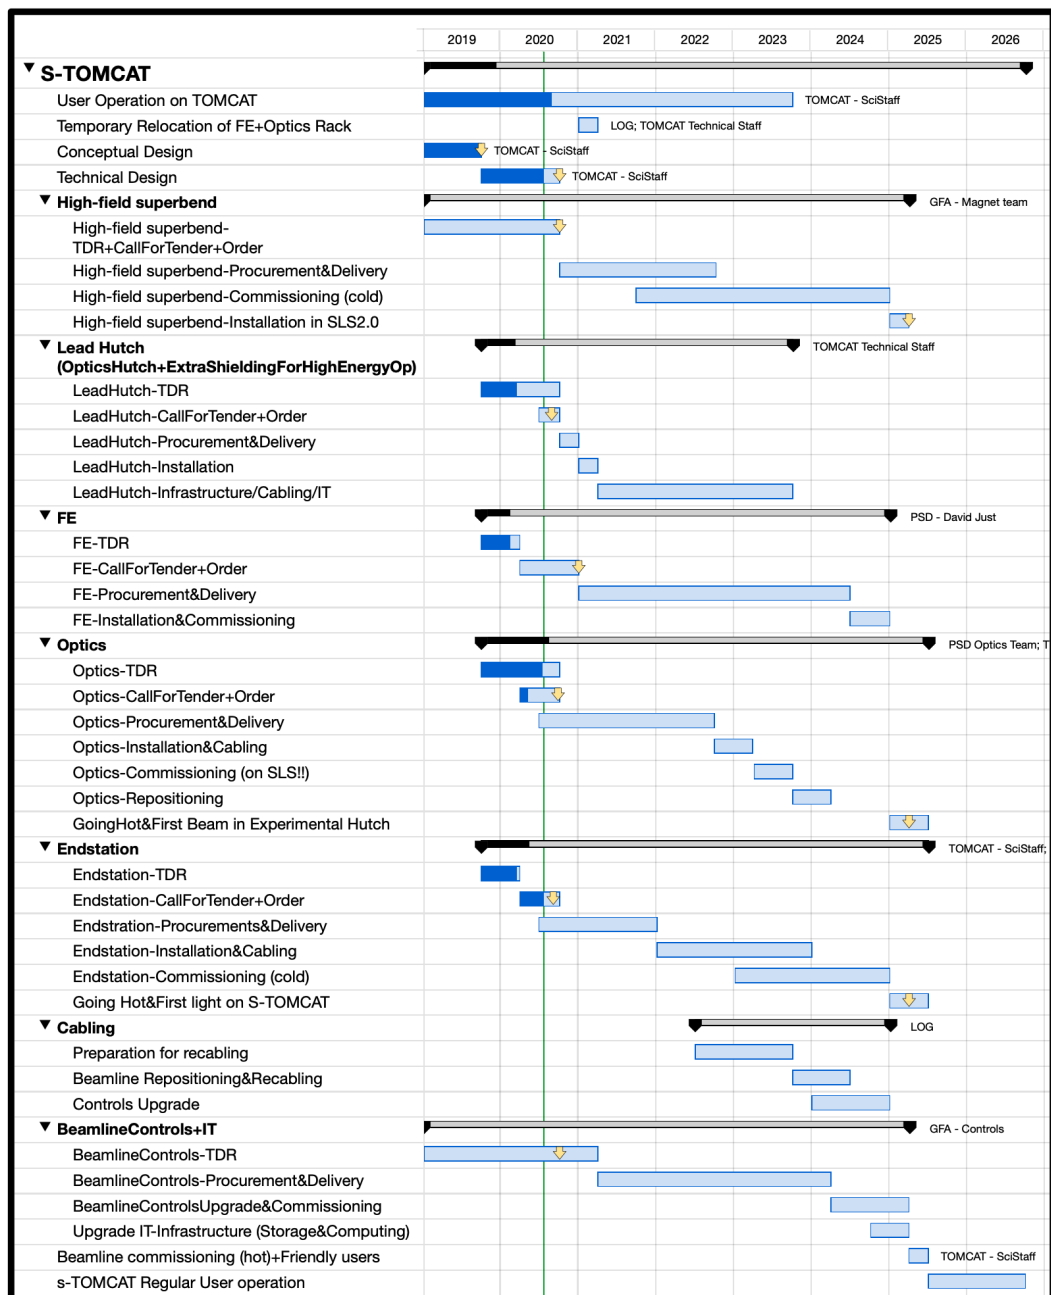 2019 2020 2021 2022 2023 2024 2025 2026
S-TOMCAT
User Operation on TOMCAT TOMCAT - SciStaff
Temporary Relocation of FE+Optics Rack LOG; TOMCAT Technical Staff
Conceptual Design TOMCAT - SciStaff
Technical Design TOMCAT - SciStaff
High-field superbend GFA - Magnet team
High-field superbend-
TDR+CallForTender+Order
High-field superbend-Procurement&Delivery
High-field superbend-Commissioning (cold)
High-field superbend-Installation in SLS2.0
Lead Hutch TOMCAT Technical Staff
(OpticsHutch+ExtraShieldingForHighEnergyOp)
LeadHutch-TDR
LeadHutch-CallForTender+Order
LeadHutch-Procurement&Delivery
LeadHutch-Installation
LeadHutch-Infrastructure/Cabling/IT
FE PSD - David Just
FE-TDR
FE-CallForTender+Order
FE-Procurement&Delivery
FE-Installation&Commissioning
Optics PSD Optics Team; T
Optics-TDR
Optics-CallForTender+Order
Optics-Procurement&Delivery
Optics-Installation&Cabling
Optics-Commissioning (on SLS!!)
Optics-Repositioning
GoingHot&First Beam in Experimental Hutch
Endstation TOMCAT - SciStaff;
Endstation-TDR
Endstation-CallForTender+Order
Endstration-Procurements&Delivery
Endstation-Installation&Cabling
Endstation-Commissioning (cold)
Going Hot&First light on S-TOMCAT
Cabling LOG
Preparation for recabling
Beamline Repositioning&Recabling
Controls Upgrade
BeamlineControls+IT GFA - Controls
BeamlineControls-TDR
BeamlineControls-Procurement&Delivery
BeamlineControlsUpgrade&Commissioning
Upgrade IT-Infrastructure (Storage&Computing)
Beamline commissioning (hot)+Friendly users TOMCAT - SciStaff
s-TOMCAT Regular User operation